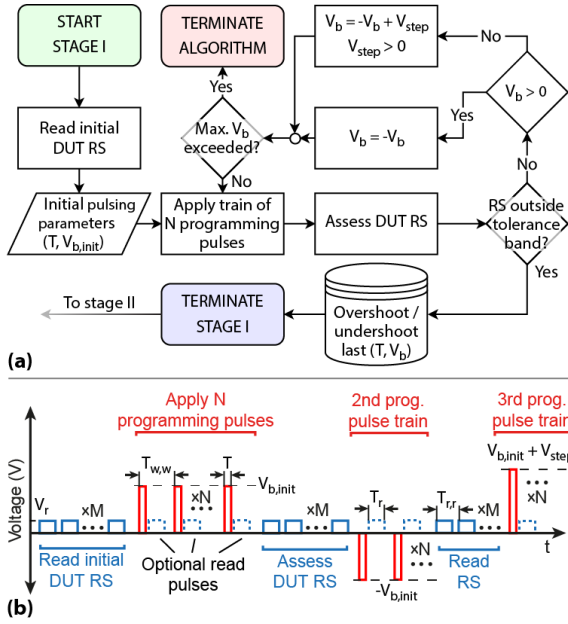 START
STAGE I
TERMINATE
ALGORITHM
V_b = -V_b + V_step
V_step > 0
No
V_b > 0
Yes
Read initial
DUT RS
Max. V_b
exceeded?
Yes
V_b = -V_b
No
No
Initial pulsing
parameters
(T, V_b,init)
Apply train of
N programming
pulses
Assess DUT RS
RS outside
tolerance
band?
Yes
To stage II
TERMINATE
STAGE I
Overshoot /
undershoot
last (T, V_b)
(a)
Apply N
programming pulses
2nd prog.
pulse train
3rd prog.
pulse train
Voltage (V)
V_r
×M
T_w,w
×N
T
V_b,init
×M
T_r
×N
T_r,r
×M
V_b,init + V_step
×N
t
Read initial
DUT RS
Optional read
pulses
Assess
DUT RS
-V_b,init
Read
RS
(b)